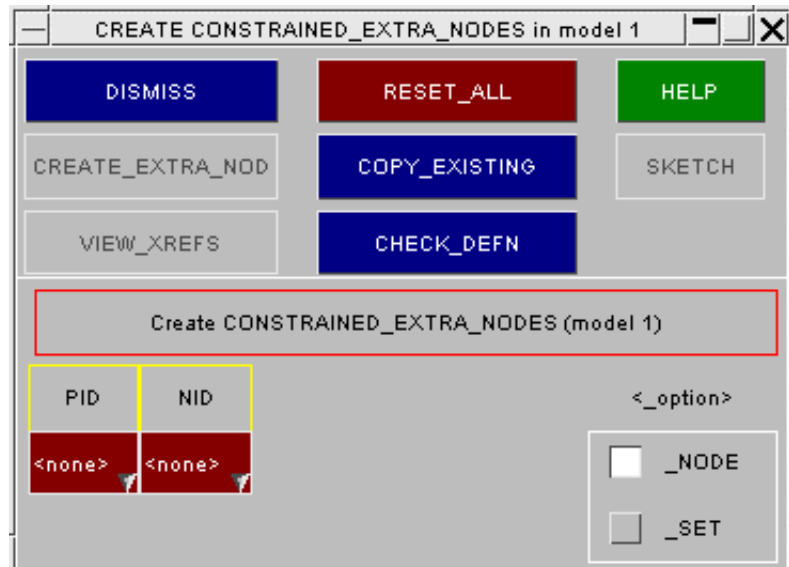 CREATE CONSTRAINED_EXTRA_NODES in model 1
DISMISS RESET_ALL HELP
CREATE_EXTRA_NOD COPY_EXISTING SKETCH
VIEW_XREFS CHECK_DEFN
Create CONSTRAINED_EXTRA_NODES (model 1)
PID NID <_option>
<none> <none> _NODE
_SET